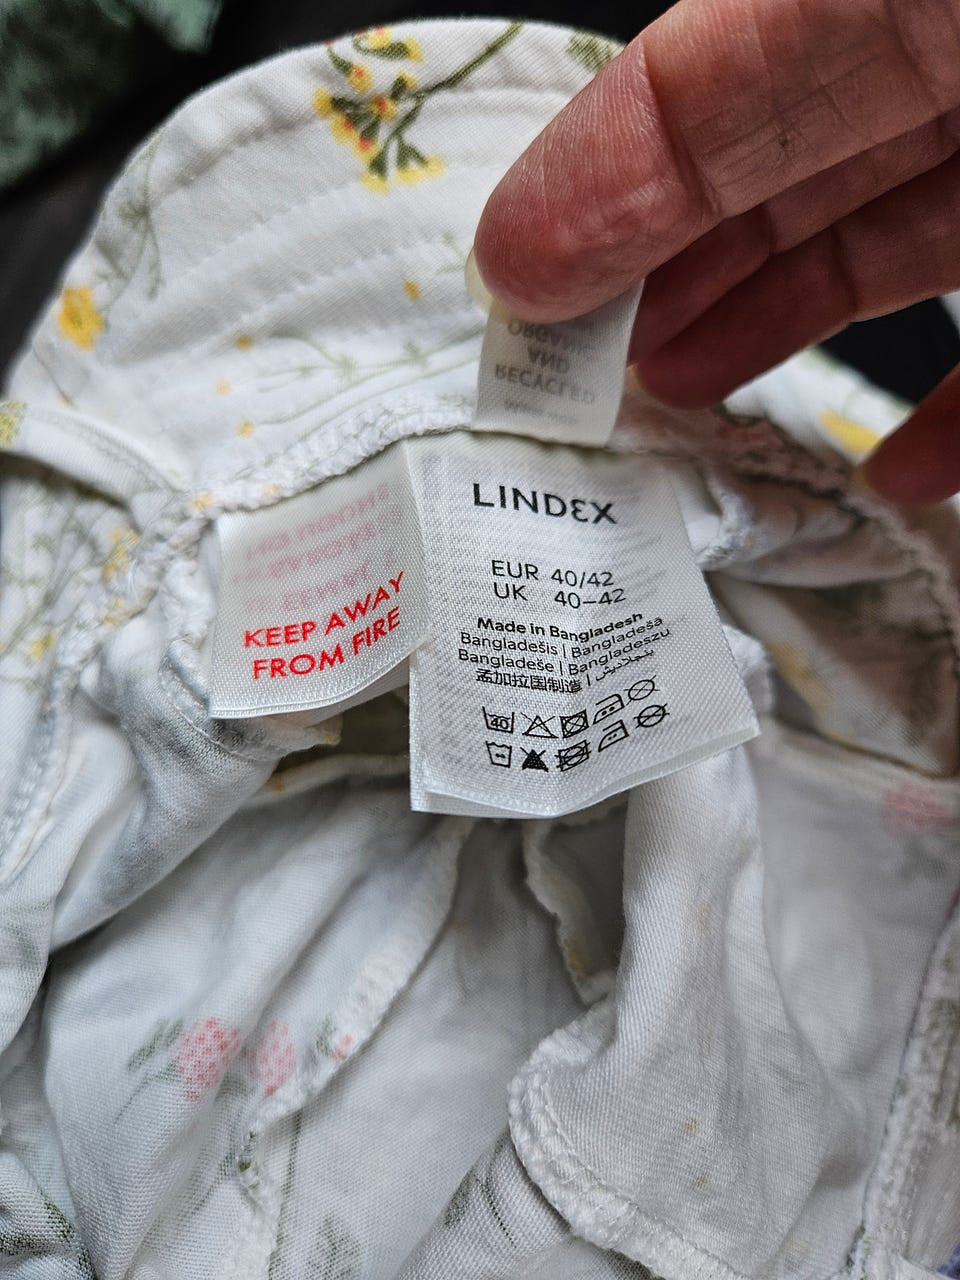 ORGANIC
AND
RECYCLED
LINDEX
EUR 40/42
UK 40–42
Made in Bangladesh
Bangladešis | Bangladeša
Bangladeše | Bangladeszu
孟加拉国制造 | بنجلاديش
40
KEEP AWAY
FROM FIRE